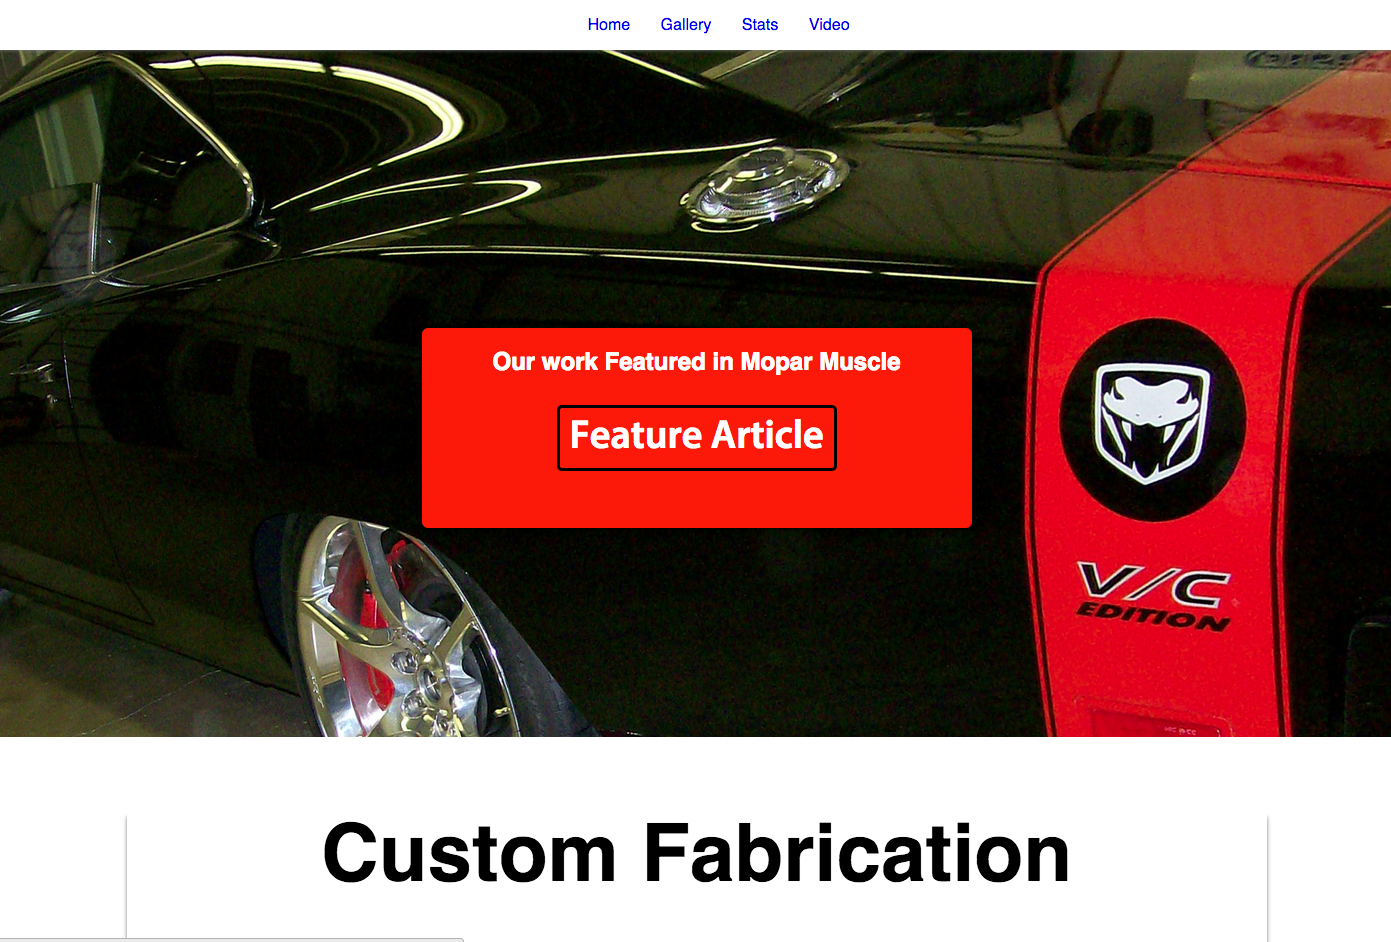 Home Gallery Stats Video
Our work Featured in Mopar Muscle
Feature Article
V/C
EDITION
Custom Fabrication